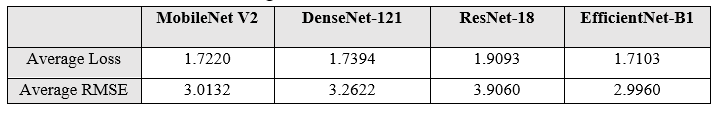 MobileNet V2 DenseNet-121 ResNet-18 EfficientNet-B1
Average Loss 1.7220 1.7394 1.9093 1.7103
Average RMSE 3.0132 3.2622 3.9060 2.9960